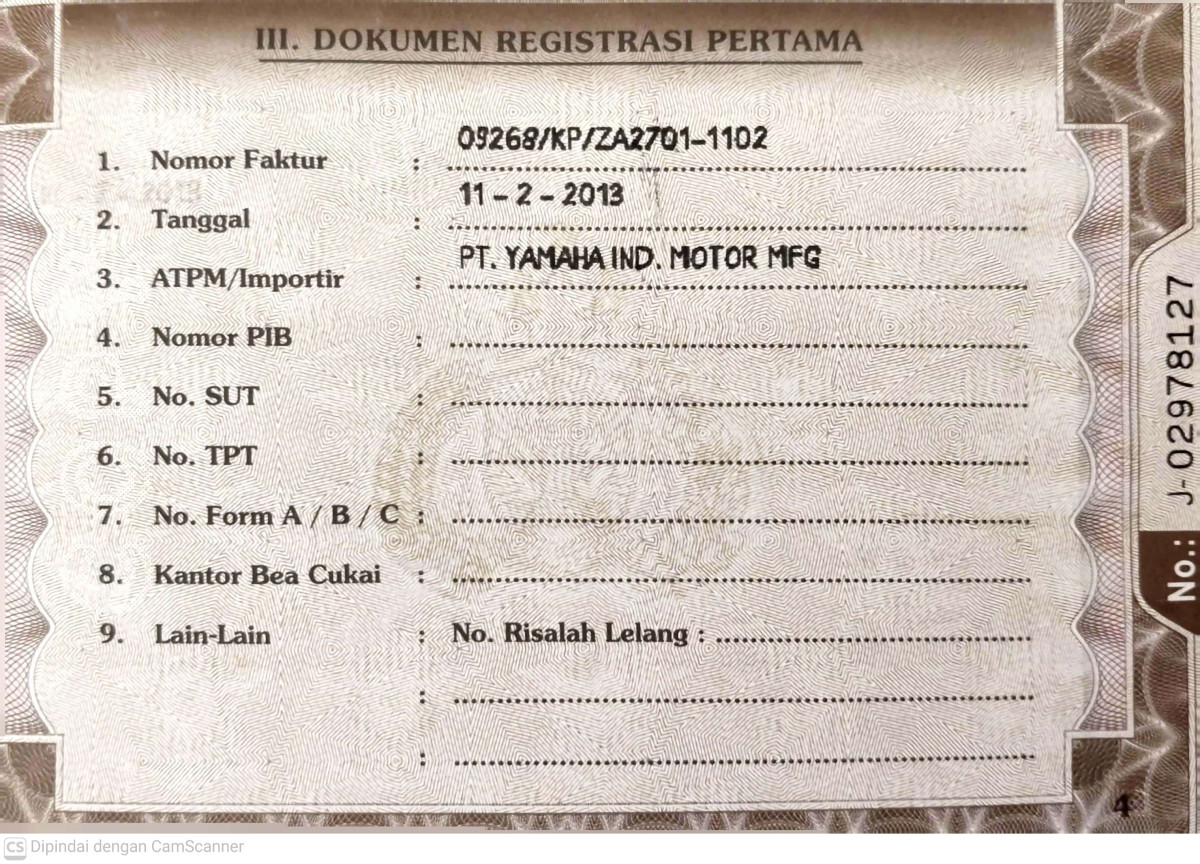 III. DOKUMEN REGISTRASI PERTAMA
1. Nomor Faktur : 09268/KP/ZA2701-1102
2. Tanggal : 11 - 2 - 2013
3. ATPM/Importir : PT. YAMAHA IND. MOTOR MFG
4. Nomor PIB :
5. No. SUT :
6. No. TPT :
7. No. Form A / B / C :
8. Kantor Bea Cukai :
9. Lain-Lain : No. Risalah Lelang :
:
:
No.: J-02978127
4
CS Dipindai dengan CamScanner